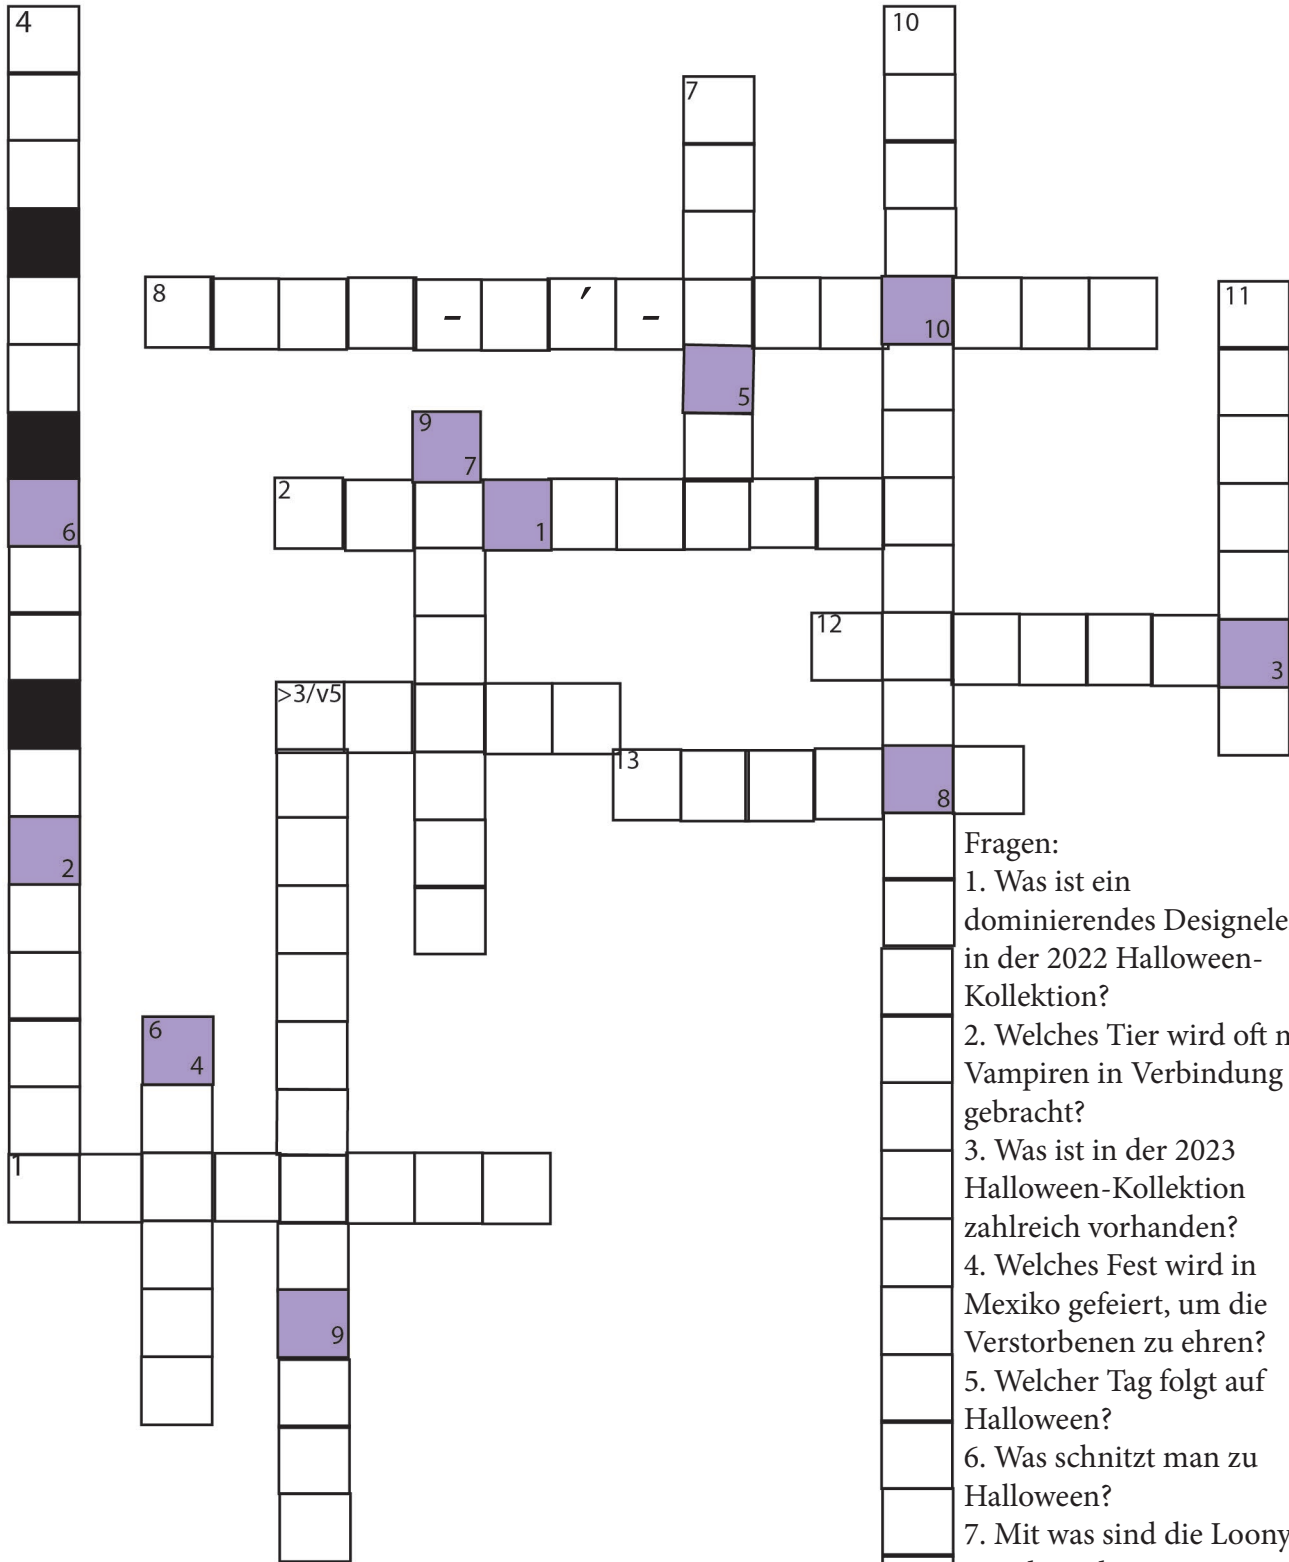 4
10
7
8
- ′ -
10
11
5
9
7
6
2
1
12
3
>3/v5
13
8
2
6
4
1
9
Fragen:
1. Was ist ein
dominierendes Designele
in der 2022 Halloween-
Kollektion?
2. Welches Tier wird oft
Vampiren in Verbindung
gebracht?
3. Was ist in der 2023
Halloween-Kollektion
zahlreich vorhanden?
4. Welches Fest wird in
Mexiko gefeiert, um die
Verstorbenen zu ehren?
5. Welcher Tag folgt auf
Halloween?
6. Was schnitzt man zu
Halloween?
7. Mit was sind die Loony